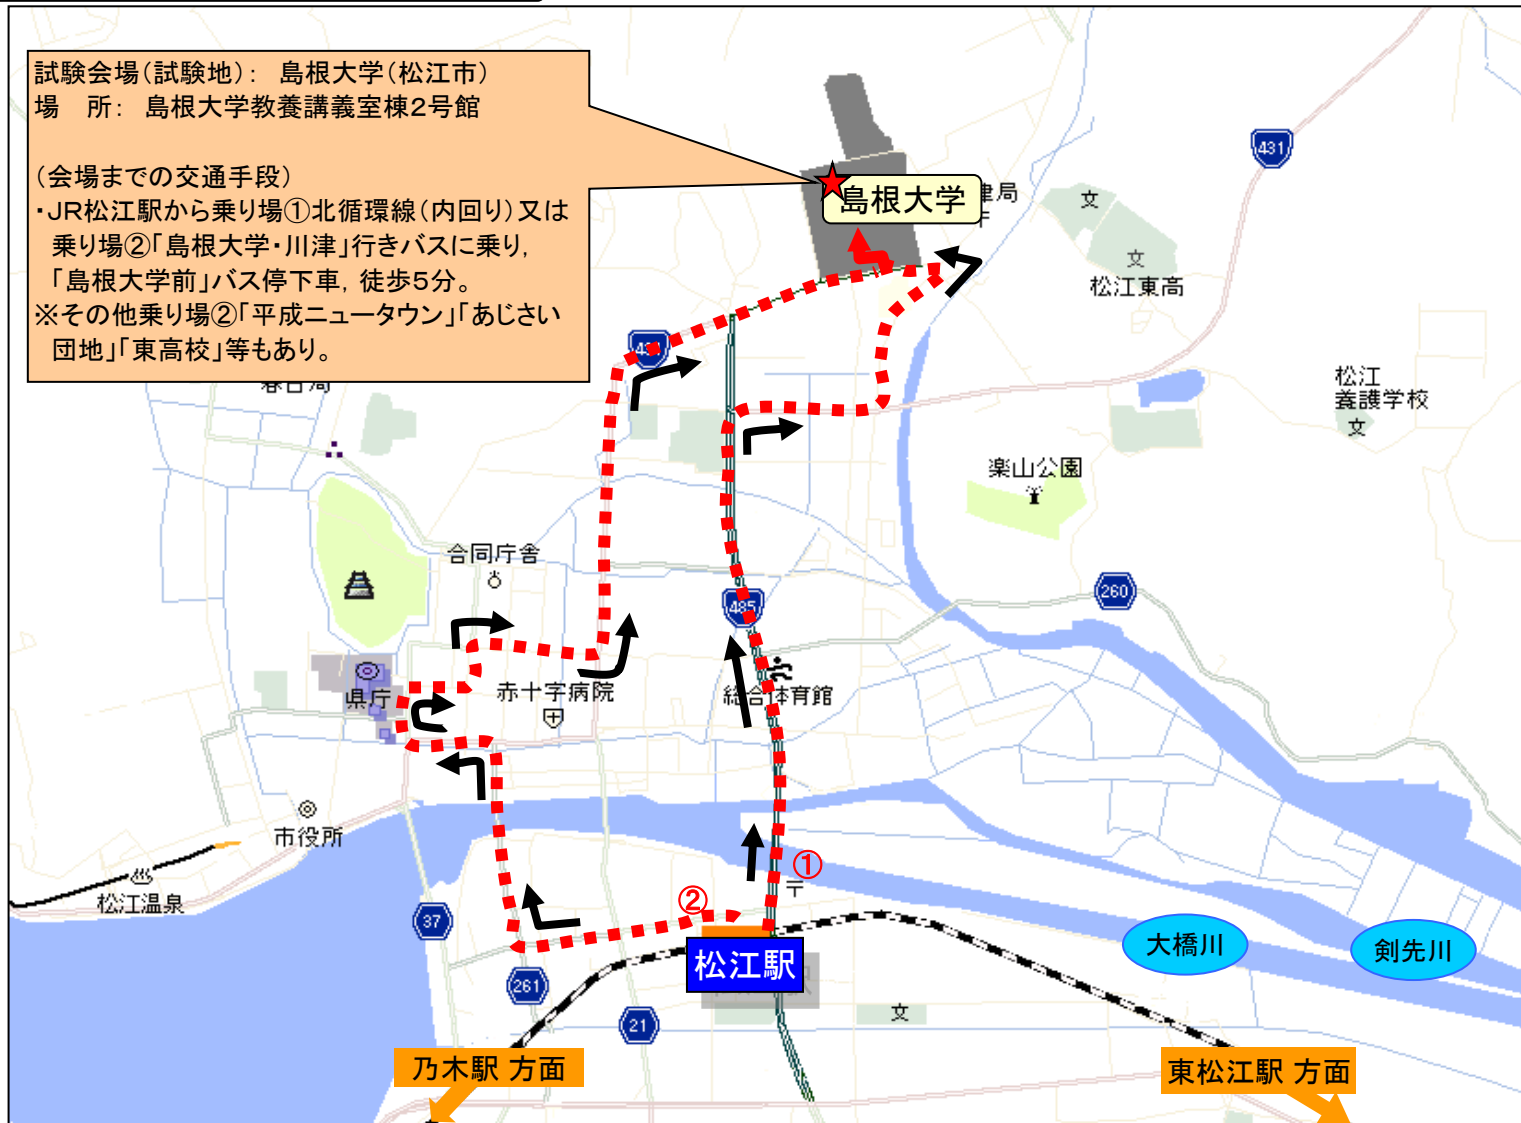 試験会場(試験地): 島根大学(松江市)
場　所: 島根大学教養講義室棟2号館
(会場までの交通手段)
・JR松江駅から乗り場①北循環線(内回り)又は
乗り場②「島根大学・川津」行きバスに乗り,
「島根大学前」バス停下車, 徒歩5分。
※その他乗り場②「平成ニュータウン」「あじさい
団地」「東高校」等もあり。
431
島根大学
文
文
松江東高
松江
養護学校
文
楽山公園
合同庁舎
260
485
県庁
赤十字病院
総合体育館
市役所
松江温泉
①
②
〒
37
大橋川
剣先川
松江駅
261
21
文
乃木駅 方面
東松江駅 方面